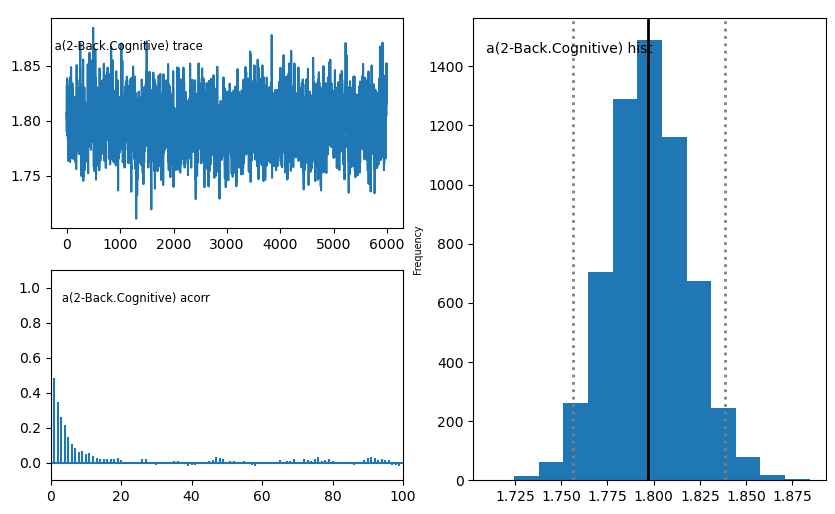 a(2-Back.Cognitive) trace
1.85
1.80
1.75
0 1000 2000 3000 4000 5000 6000
a(2-Back.Cognitive) acorr
1.0
0.8
0.6
0.4
0.2
0.0
0 20 40 60 80 100
a(2-Back.Cognitive) hist
Frequency
1400
1200
1000
800
600
400
200
0
1.725 1.750 1.775 1.800 1.825 1.850 1.875